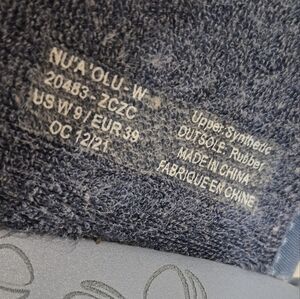 NU'A'OLU - W
20483 - ZCZC
US W 9 / EUR 39
OC 12/21
Upper: Synthetic
OUTSOLE: Rubber
MADE IN CHINA
FABRIQUE EN CHINE